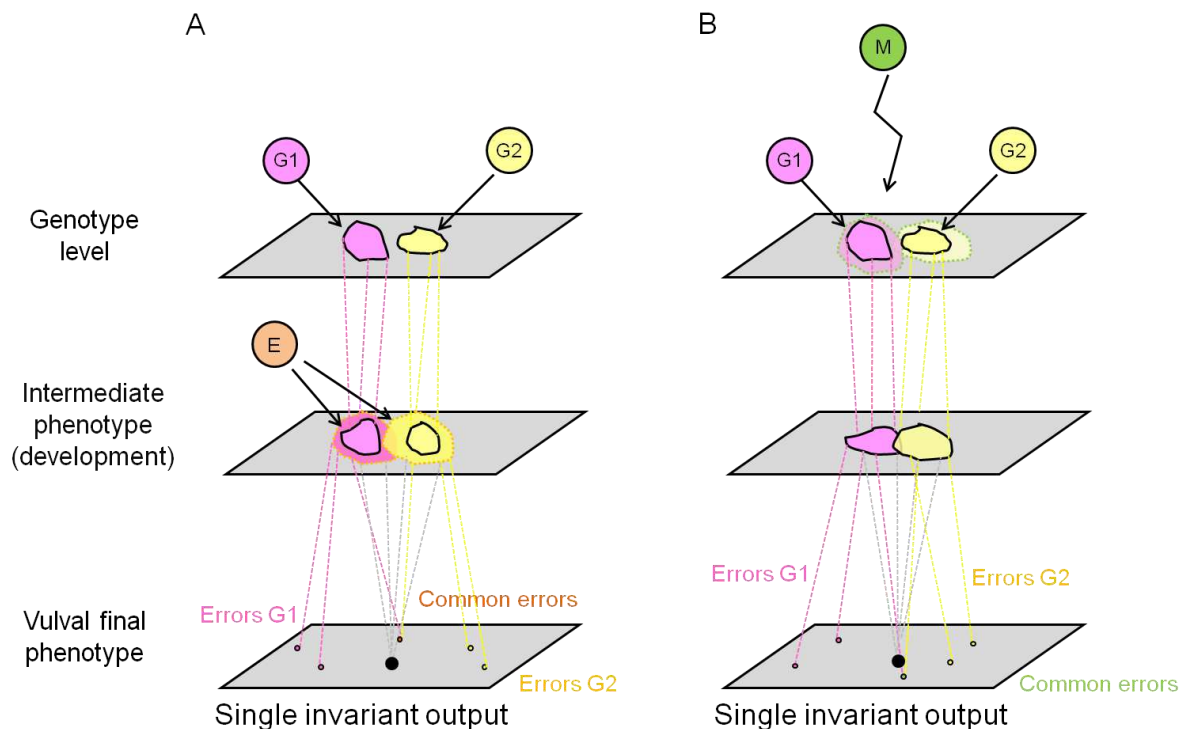 A
B
M
G1
G2
G1
G2
Genotype
level
E
Intermediate
phenotype
(development)
Errors G1
Common errors
Errors G2
Errors G1
Errors G2
Common errors
Vulval final
phenotype
Single invariant output
Single invariant output